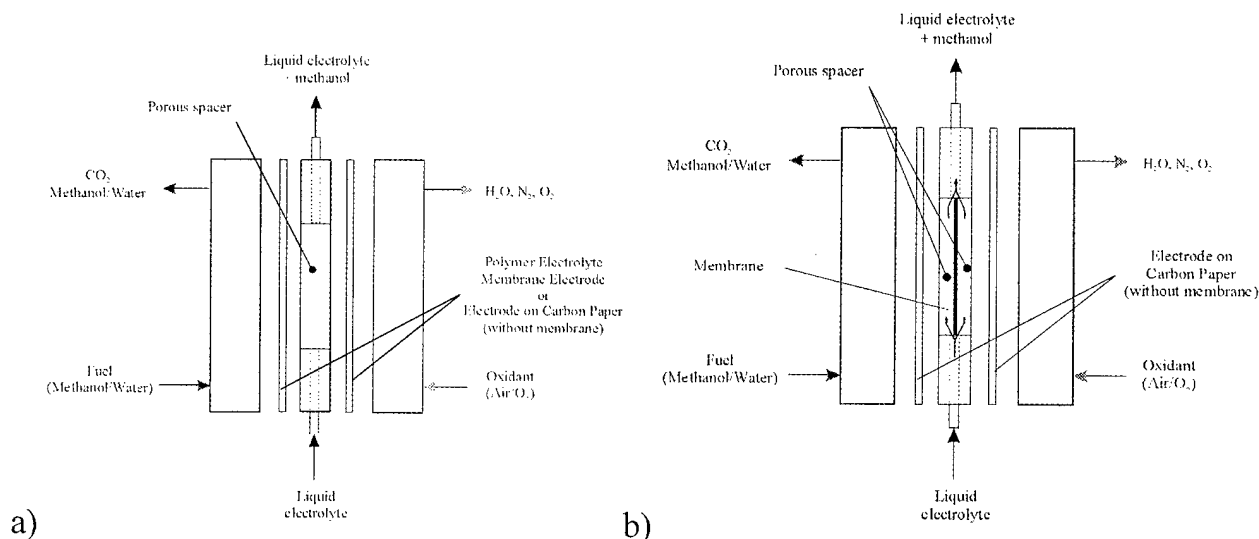 Liquid electrolyte
+ methanol
Porous spacer
CO₂
Methanol/Water
H₂O, N₂, O₂
Polymer Electrolyte
Membrane Electrode
or
Electrode on Carbon Paper
(without membrane)
Fuel
(Methanol/Water)
Oxidant
(Air/O₂)
Liquid
electrolyte
a)
Liquid electrolyte
+ methanol
Porous spacer
CO₂
Methanol/Water
H₂O, N₂, O₂
Membrane
Electrode on
Carbon Paper
(without membrane)
Fuel
(Methanol/Water)
Oxidant
(Air/O₂)
Liquid
electrolyte
b)